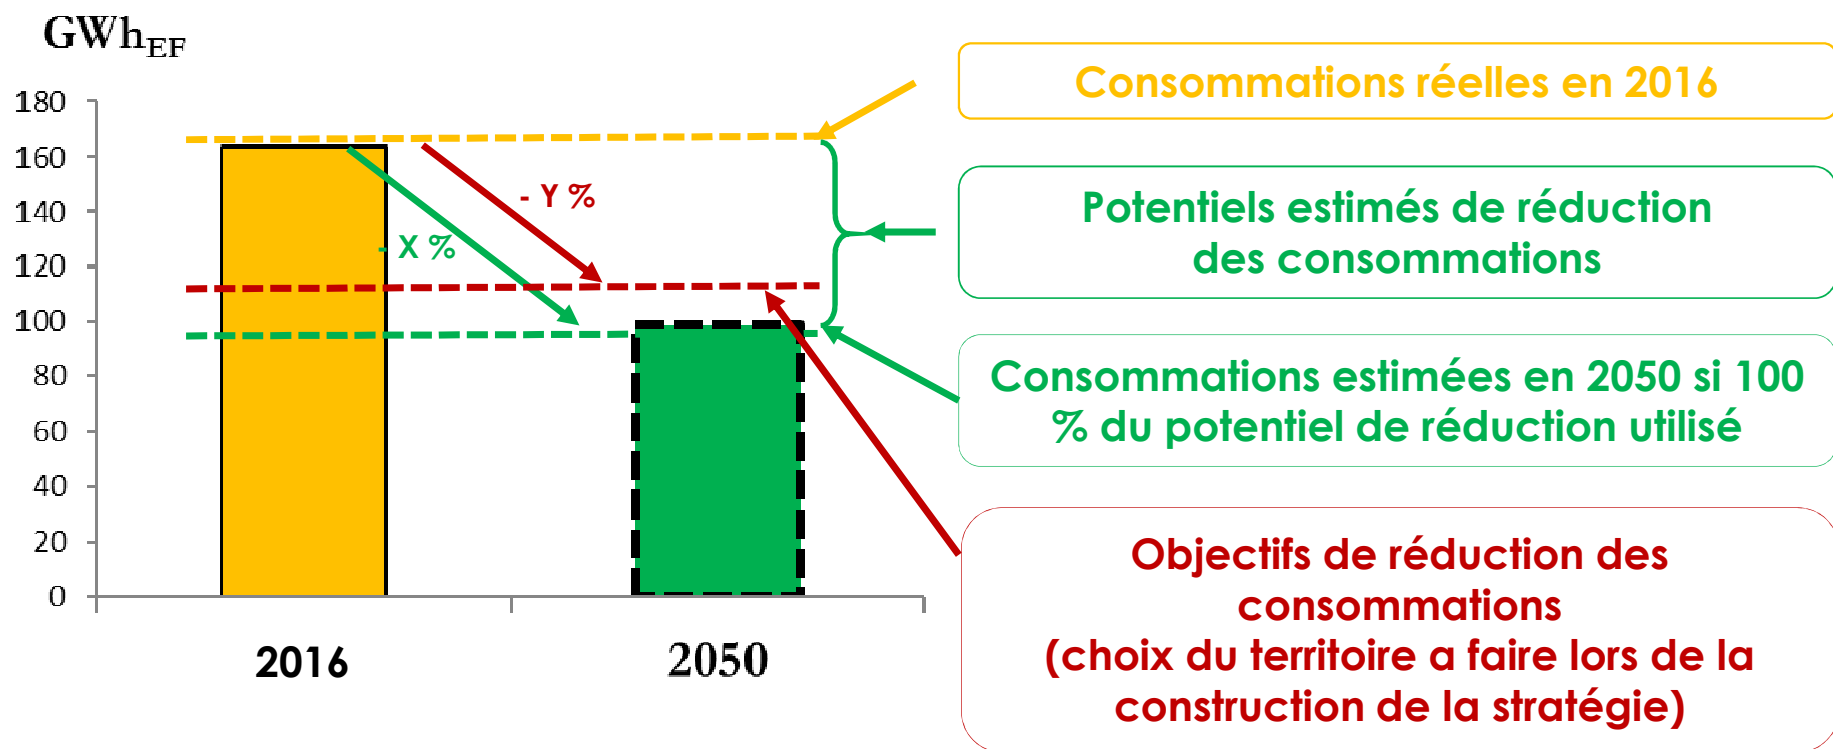 GWhEF
180
160
140
120
100
80
60
40
20
0
- Y %
- X %
2016
2050
Consommations réelles en 2016
Potentiels estimés de réduction
des consommations
Consommations estimées en 2050 si 100
% du potentiel de réduction utilisé
Objectifs de réduction des
consommations
(choix du territoire a faire lors de la
construction de la stratégie)